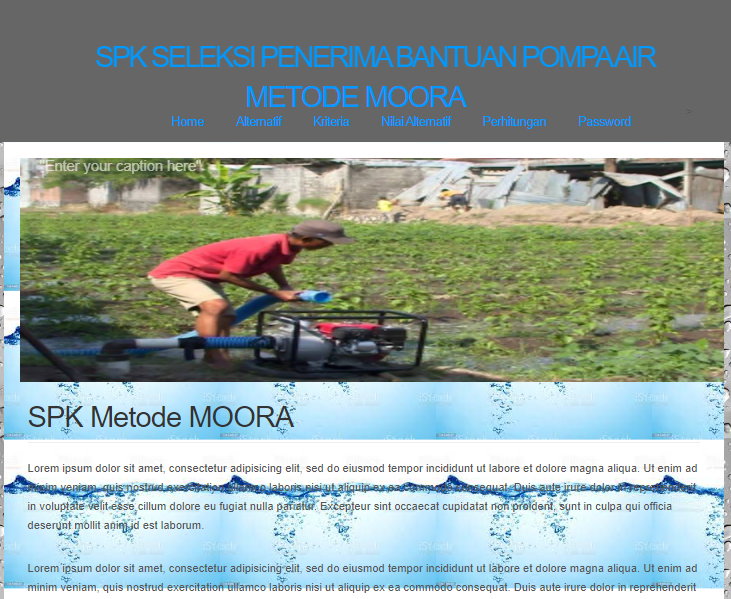 SPK SELEKSI PENERIMA BANTUAN POMPA AIR
METODE MOORA
Home Alternatif Kriteria Nilai Alternatif Perhitungan Password
"Enter your caption here"
SPK Metode MOORA
Lorem ipsum dolor sit amet, consectetur adipisicing elit, sed do eiusmod tempor incididunt ut labore et dolore magna aliqua. Ut enim ad
minim veniam, quis nostrud exercitation ullamco laboris nisi ut aliquip ex ea commodo consequat. Duis aute irure dolor in reprehenderit
in voluptate velit esse cillum dolore eu fugiat nulla pariatur. Excepteur sint occaecat cupidatat non proident, sunt in culpa qui officia
deserunt mollit anim id est laborum.
Lorem ipsum dolor sit amet, consectetur adipisicing elit, sed do eiusmod tempor incididunt ut labore et dolore magna aliqua. Ut enim ad
minim veniam, quis nostrud exercitation ullamco laboris nisi ut aliquip ex ea commodo consequat. Duis aute irure dolor in reprehenderit